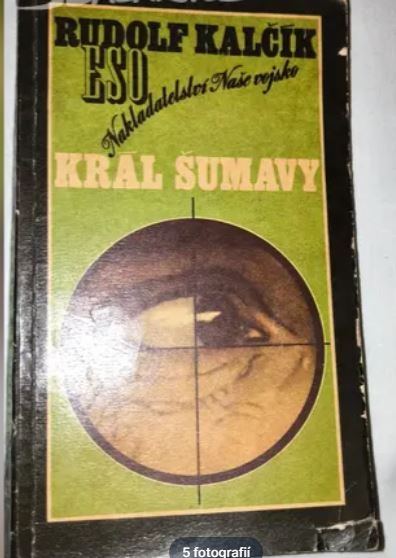 RUDOLF KALČÍK
ESO
Nakladatelství Naše vojsko
KRÁL ŠUMAVY
5 fotografií